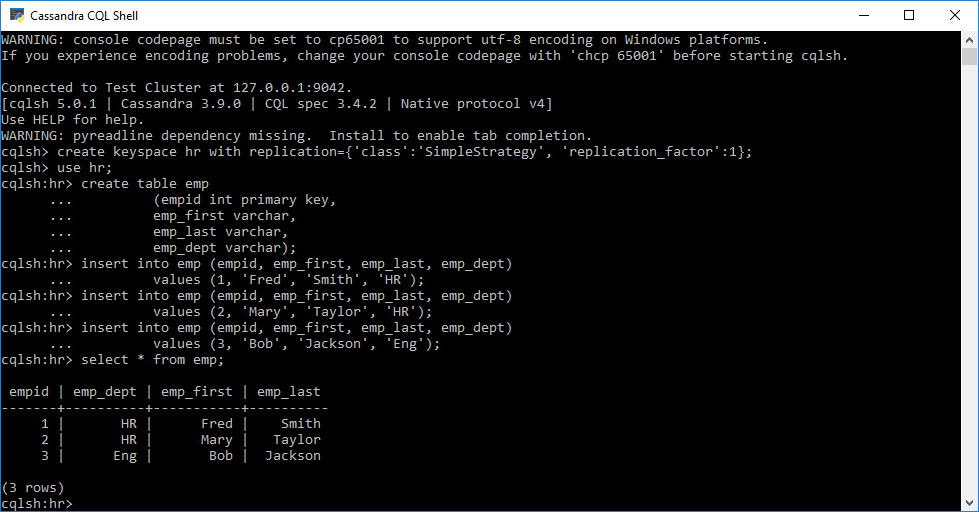 Cassandra CQL Shell
WARNING: console codepage must be set to cp65001 to support utf-8 encoding on Windows platforms.
If you experience encoding problems, change your console codepage with 'chcp 65001' before starting cqlsh.

Connected to Test Cluster at 127.0.0.1:9042.
[cqlsh 5.0.1 | Cassandra 3.9.0 | CQL spec 3.4.2 | Native protocol v4]
Use HELP for help.
WARNING: pyreadline dependency missing.  Install to enable tab completion.
cqlsh> create keyspace hr with replication={'class':'SimpleStrategy', 'replication_factor':1};
cqlsh> use hr;
cqlsh:hr> create table emp
      ...          (empid int primary key,
      ...          emp_first varchar,
      ...          emp_last varchar,
      ...          emp_dept varchar);
cqlsh:hr> insert into emp (empid, emp_first, emp_last, emp_dept)
      ...          values (1, 'Fred', 'Smith', 'HR');
cqlsh:hr> insert into emp (empid, emp_first, emp_last, emp_dept)
      ...          values (2, 'Mary', 'Taylor', 'HR');
cqlsh:hr> insert into emp (empid, emp_first, emp_last, emp_dept)
      ...          values (3, 'Bob', 'Jackson', 'Eng');
cqlsh:hr> select * from emp;

 empid | emp_dept | emp_first | emp_last
-------+----------+-----------+----------
     1 |       HR |      Fred |    Smith
     2 |       HR |      Mary |   Taylor
     3 |      Eng |       Bob |  Jackson

(3 rows)
cqlsh:hr>